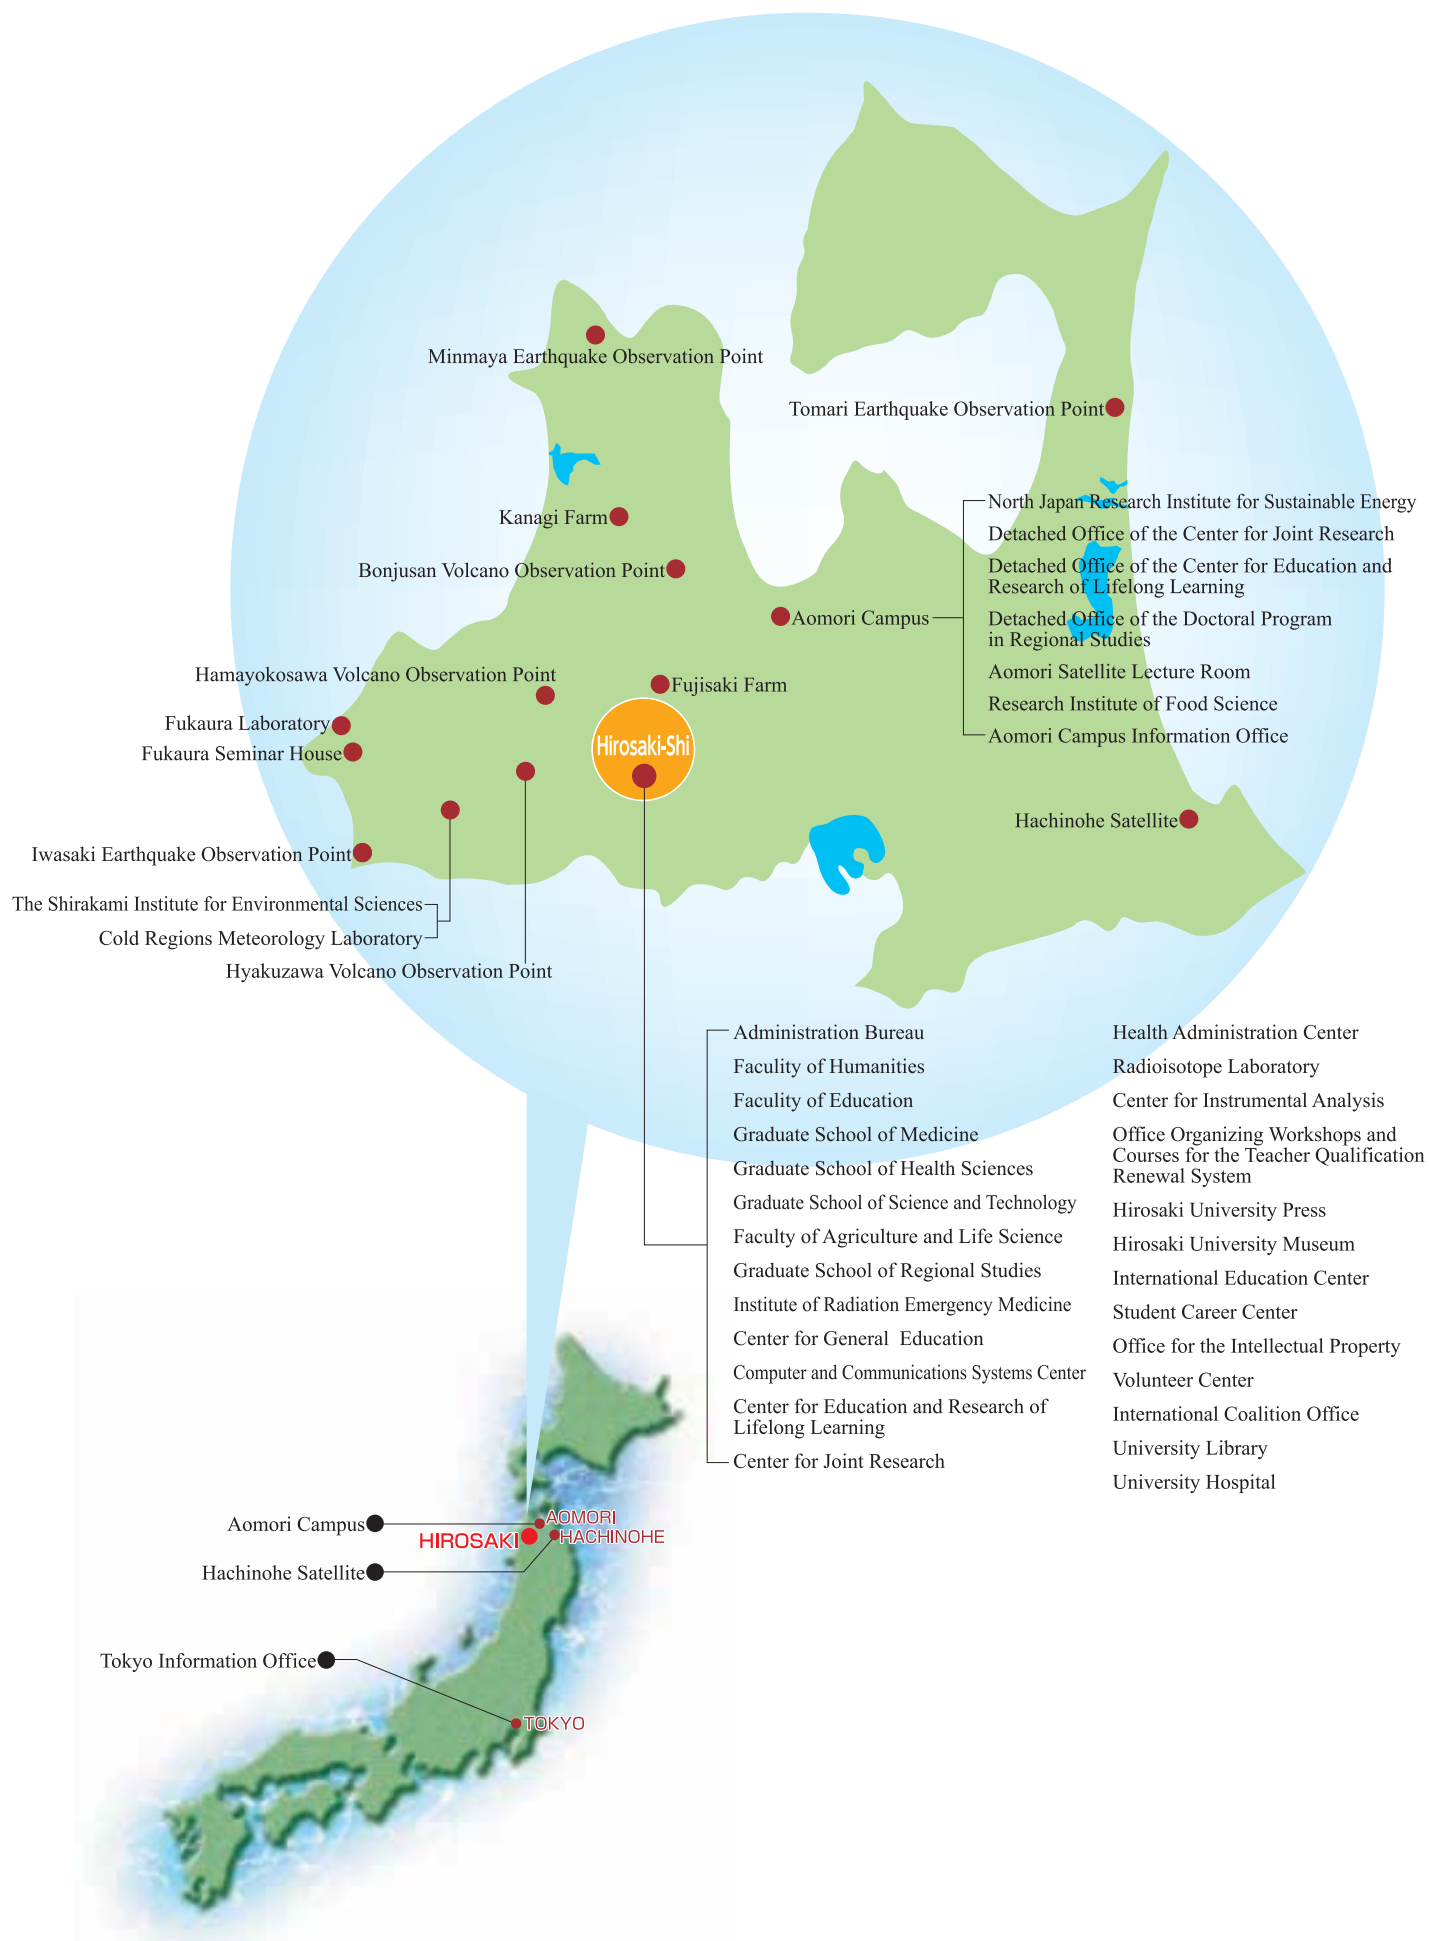 Minmaya Earthquake Observation Point
Tomari Earthquake Observation Point
Kanagi Farm
Bonjusan Volcano Observation Point
Aomori Campus
North Japan Research Institute for Sustainable Energy
Detached Office of the Center for Joint Research
Detached Office of the Center for Education and
Research of Lifelong Learning
Detached Office of the Doctoral Program
in Regional Studies
Aomori Satellite Lecture Room
Research Institute of Food Science
Aomori Campus Information Office
Hamayokosawa Volcano Observation Point
Fujisaki Farm
Fukaura Laboratory
Fukaura Seminar House
Hirosaki-Shi
Hachinohe Satellite
Iwasaki Earthquake Observation Point
The Shirakami Institute for Environmental Sciences
Cold Regions Meteorology Laboratory
Hyakuzawa Volcano Observation Point
Administration Bureau
Faculity of Humanities
Faculity of Education
Graduate School of Medicine
Graduate School of Health Sciences
Graduate School of Science and Technology
Faculty of Agriculture and Life Science
Graduate School of Regional Studies
Institute of Radiation Emergency Medicine
Center for General Education
Computer and Communications Systems Center
Center for Education and Research of
Lifelong Learning
Center for Joint Research
Health Administration Center
Radioisotope Laboratory
Center for Instrumental Analysis
Office Organizing Workshops and
Courses for the Teacher Qualification
Renewal System
Hirosaki University Press
Hirosaki University Museum
International Education Center
Student Career Center
Office for the Intellectual Property
Volunteer Center
International Coalition Office
University Library
University Hospital
Aomori Campus
AOMORI
HIROSAKI
HACHINOHE
Hachinohe Satellite
Tokyo Information Office
TOKYO